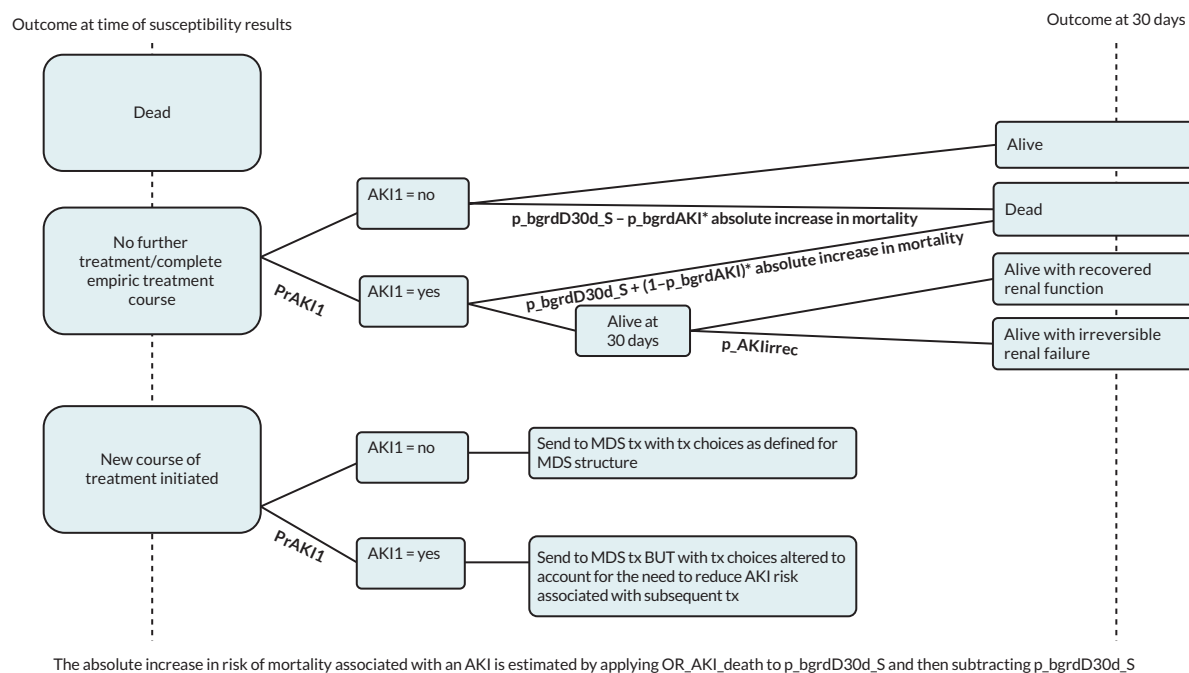 Outcome at time of susceptibility results
Outcome at 30 days
Dead
No further
treatment/complete
empiric treatment
course
PrAKI1
AKI1 = no
AKI1 = yes
p_bgrdD30d_S – p_bgrdAKI* absolute increase in mortality
p_bgrdD30d_S + (1–p_bgrdAKI)* absolute increase in mortality
Alive at
30 days
p_AKIirrec
Alive
Dead
Alive with recovered
renal function
Alive with irreversible
renal failure
New course of
treatment initiated
PrAKI1
AKI1 = no
AKI1 = yes
Send to MDS tx with tx choices as defined for
MDS structure
Send to MDS tx BUT with tx choices altered to
account for the need to reduce AKI risk
associated with subsequent tx
The absolute increase in risk of mortality associated with an AKI is estimated by applying OR_AKI_death to p_bgrdD30d_S and then subtracting p_bgrdD30d_S